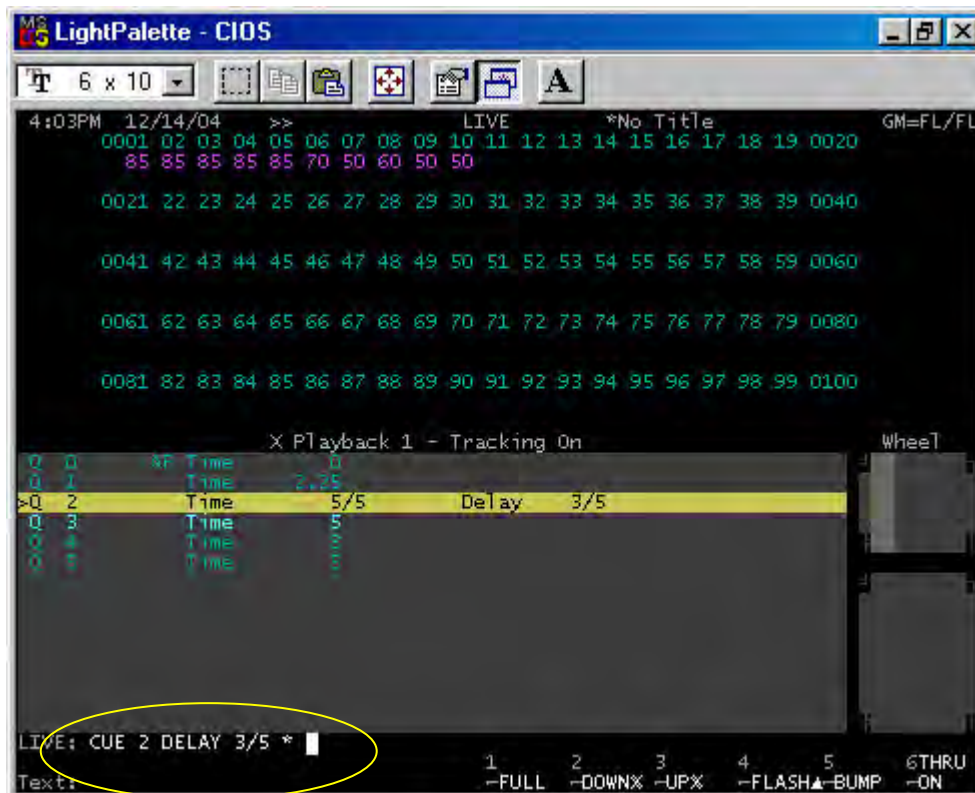 LightPalette - CIOS
6 x 10
4:03PM 12/14/04 >> LIVE *No Title GM=FL/FL
0001 02 03 04 05 06 07 08 09 10 11 12 13 14 15 16 17 18 19 0020
85 85 85 85 85 70 50 60 50 50
0021 22 23 24 25 26 27 28 29 30 31 32 33 34 35 36 37 38 39 0040
0041 42 43 44 45 46 47 48 49 50 51 52 53 54 55 56 57 58 59 0060
0061 62 63 64 65 66 67 68 69 70 71 72 73 74 75 76 77 78 79 0080
0081 82 83 84 85 86 87 88 89 90 91 92 93 94 95 96 97 98 99 0100
X Playback 1 - Tracking On Wheel
Q 0 Time 0
Q 1 Time 2.25
>Q 2 Time 5/5 Delay 3/5
Q 3 Time 5
Q 4 Time
Q Time
LIVE: CUE 2 DELAY 3/5 *
1 2 3 4 5 6THRU
Text: FULL DOWN% UP% FLASH▲ BUMP ON